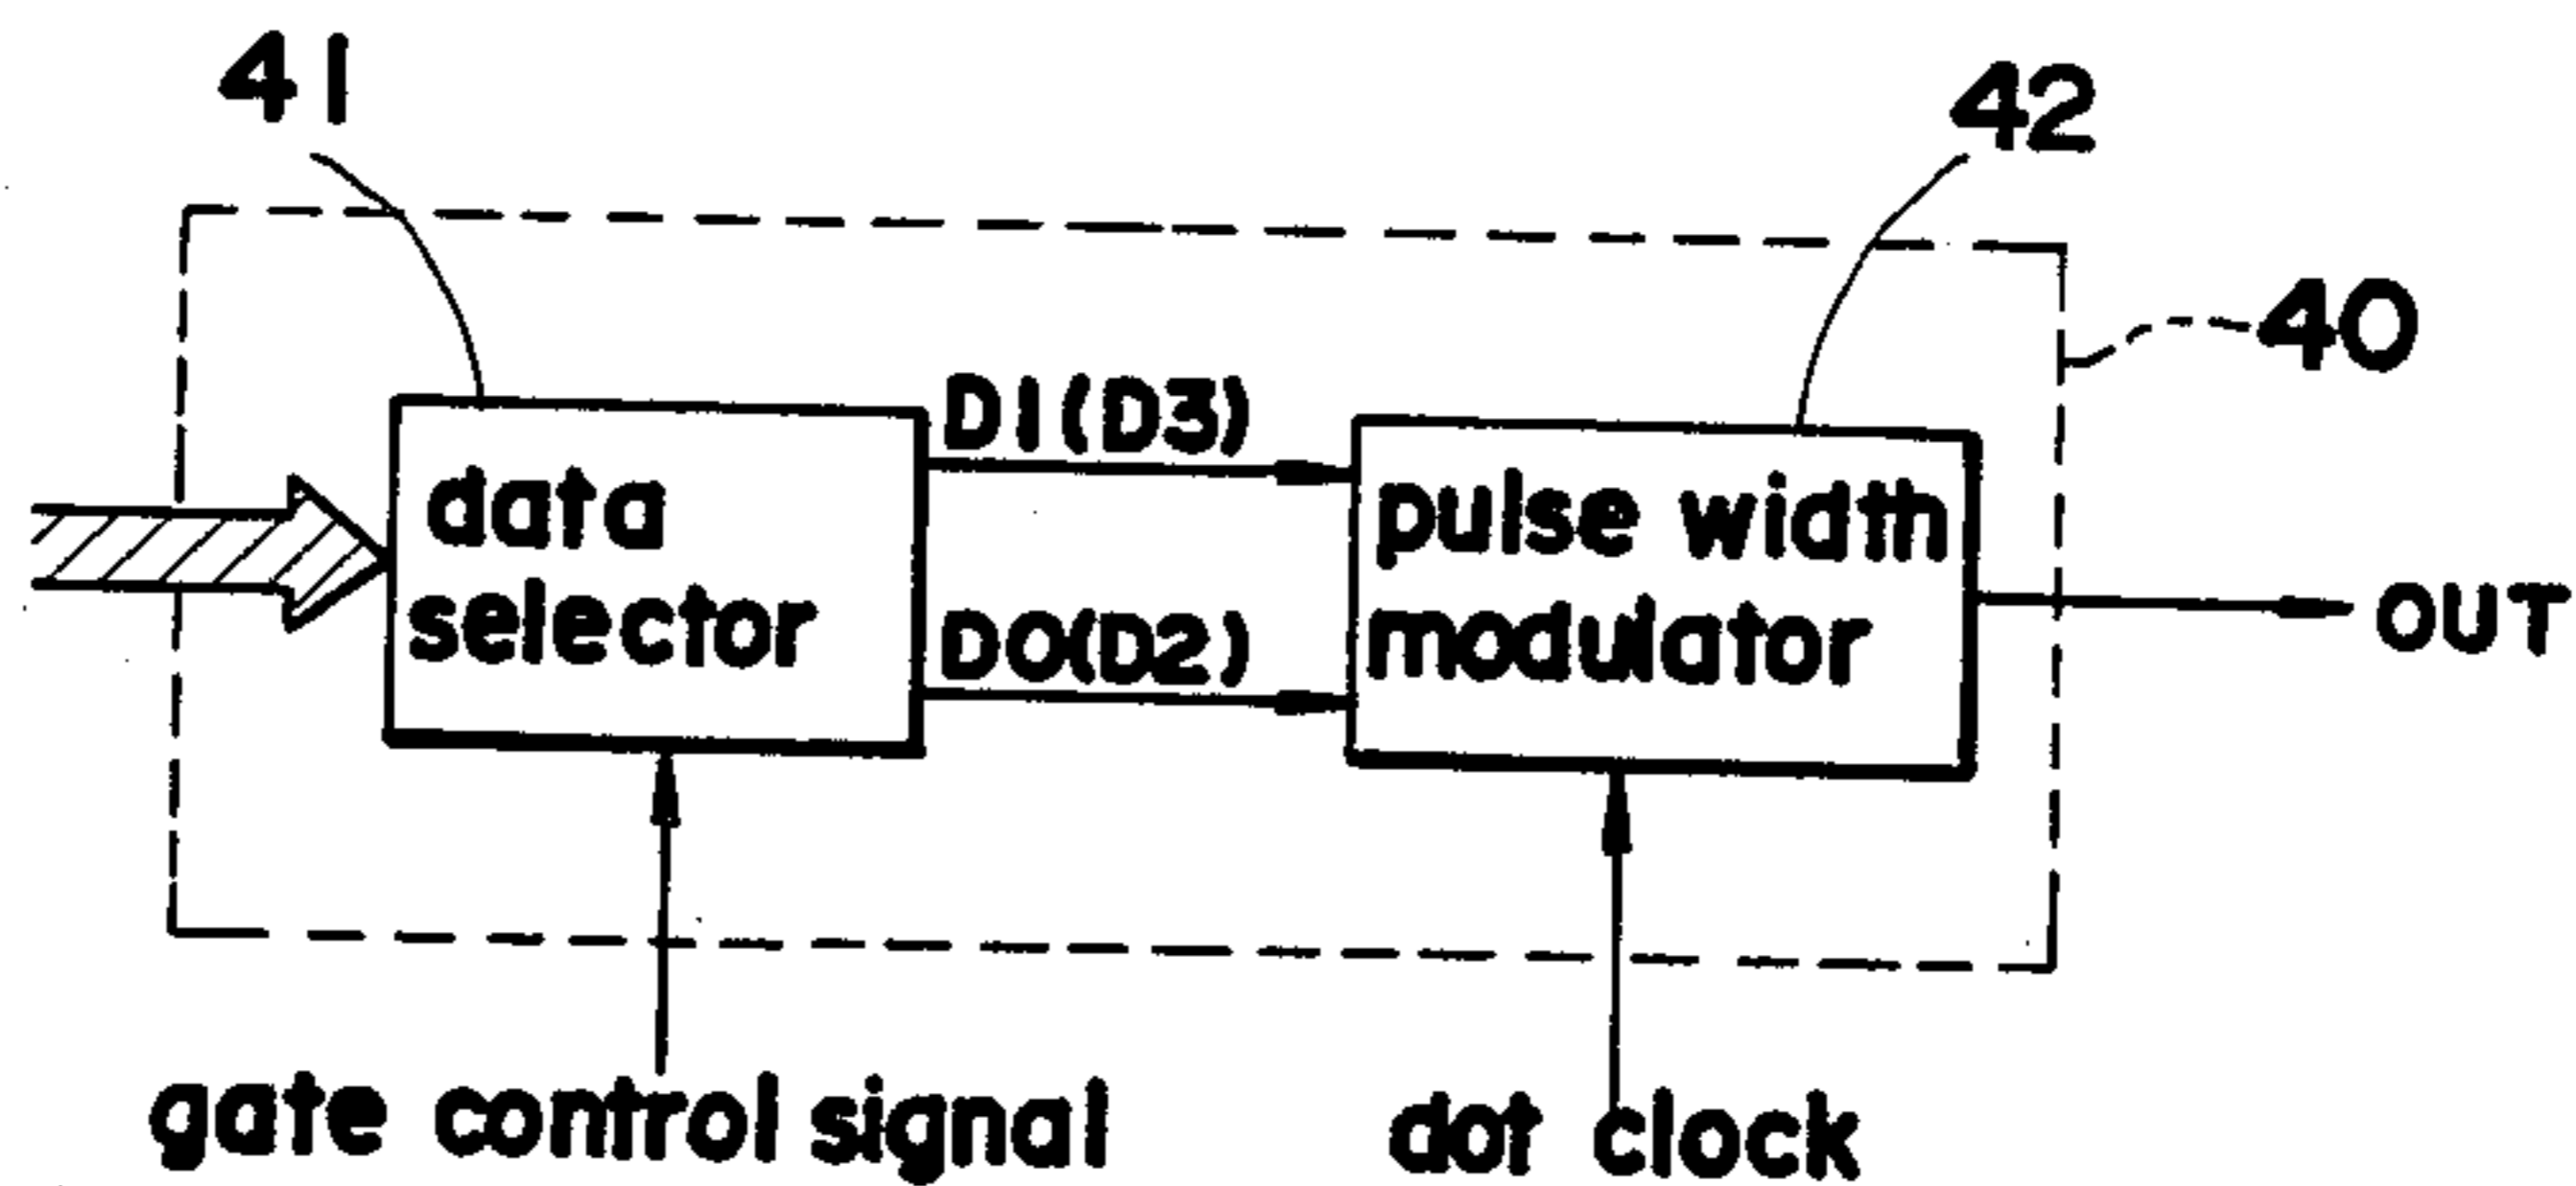 41
42
40
D1(D3)
data
selector
pulse width
modulator
D0(D2)
OUT
gate control signal
dot clock